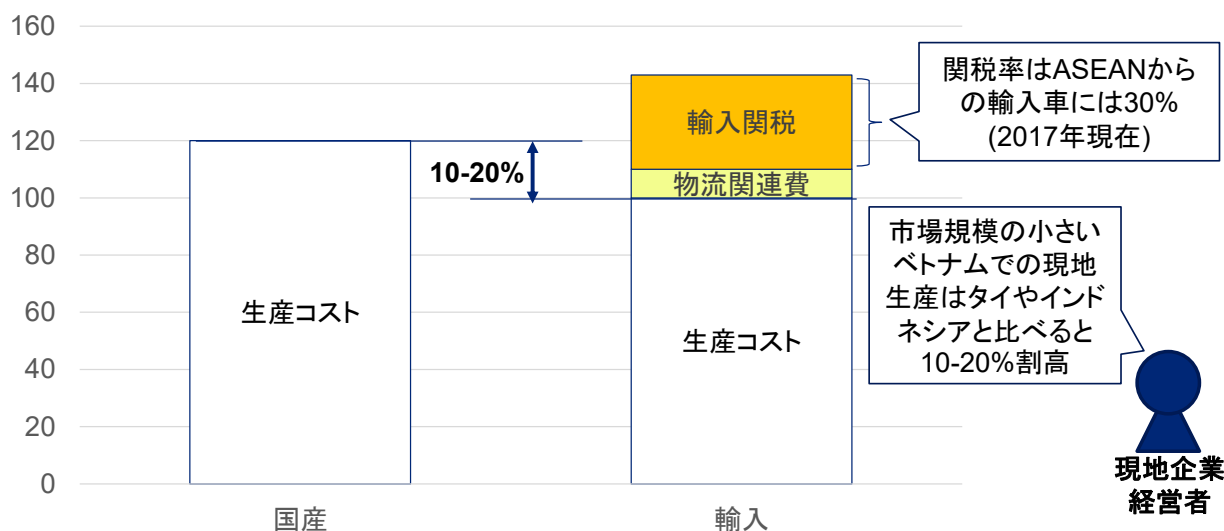 160
140
120
100
80
60
40
20
0
10-20%
生産コスト
国産
輸入関税
物流関連費
生産コスト
輸入
関税率はASEANから
の輸入車には30%
(2017年現在)
市場規模の小さい
ベトナムでの現地
生産はタイやインド
ネシアと比べると
10-20%割高
現地企業
経営者